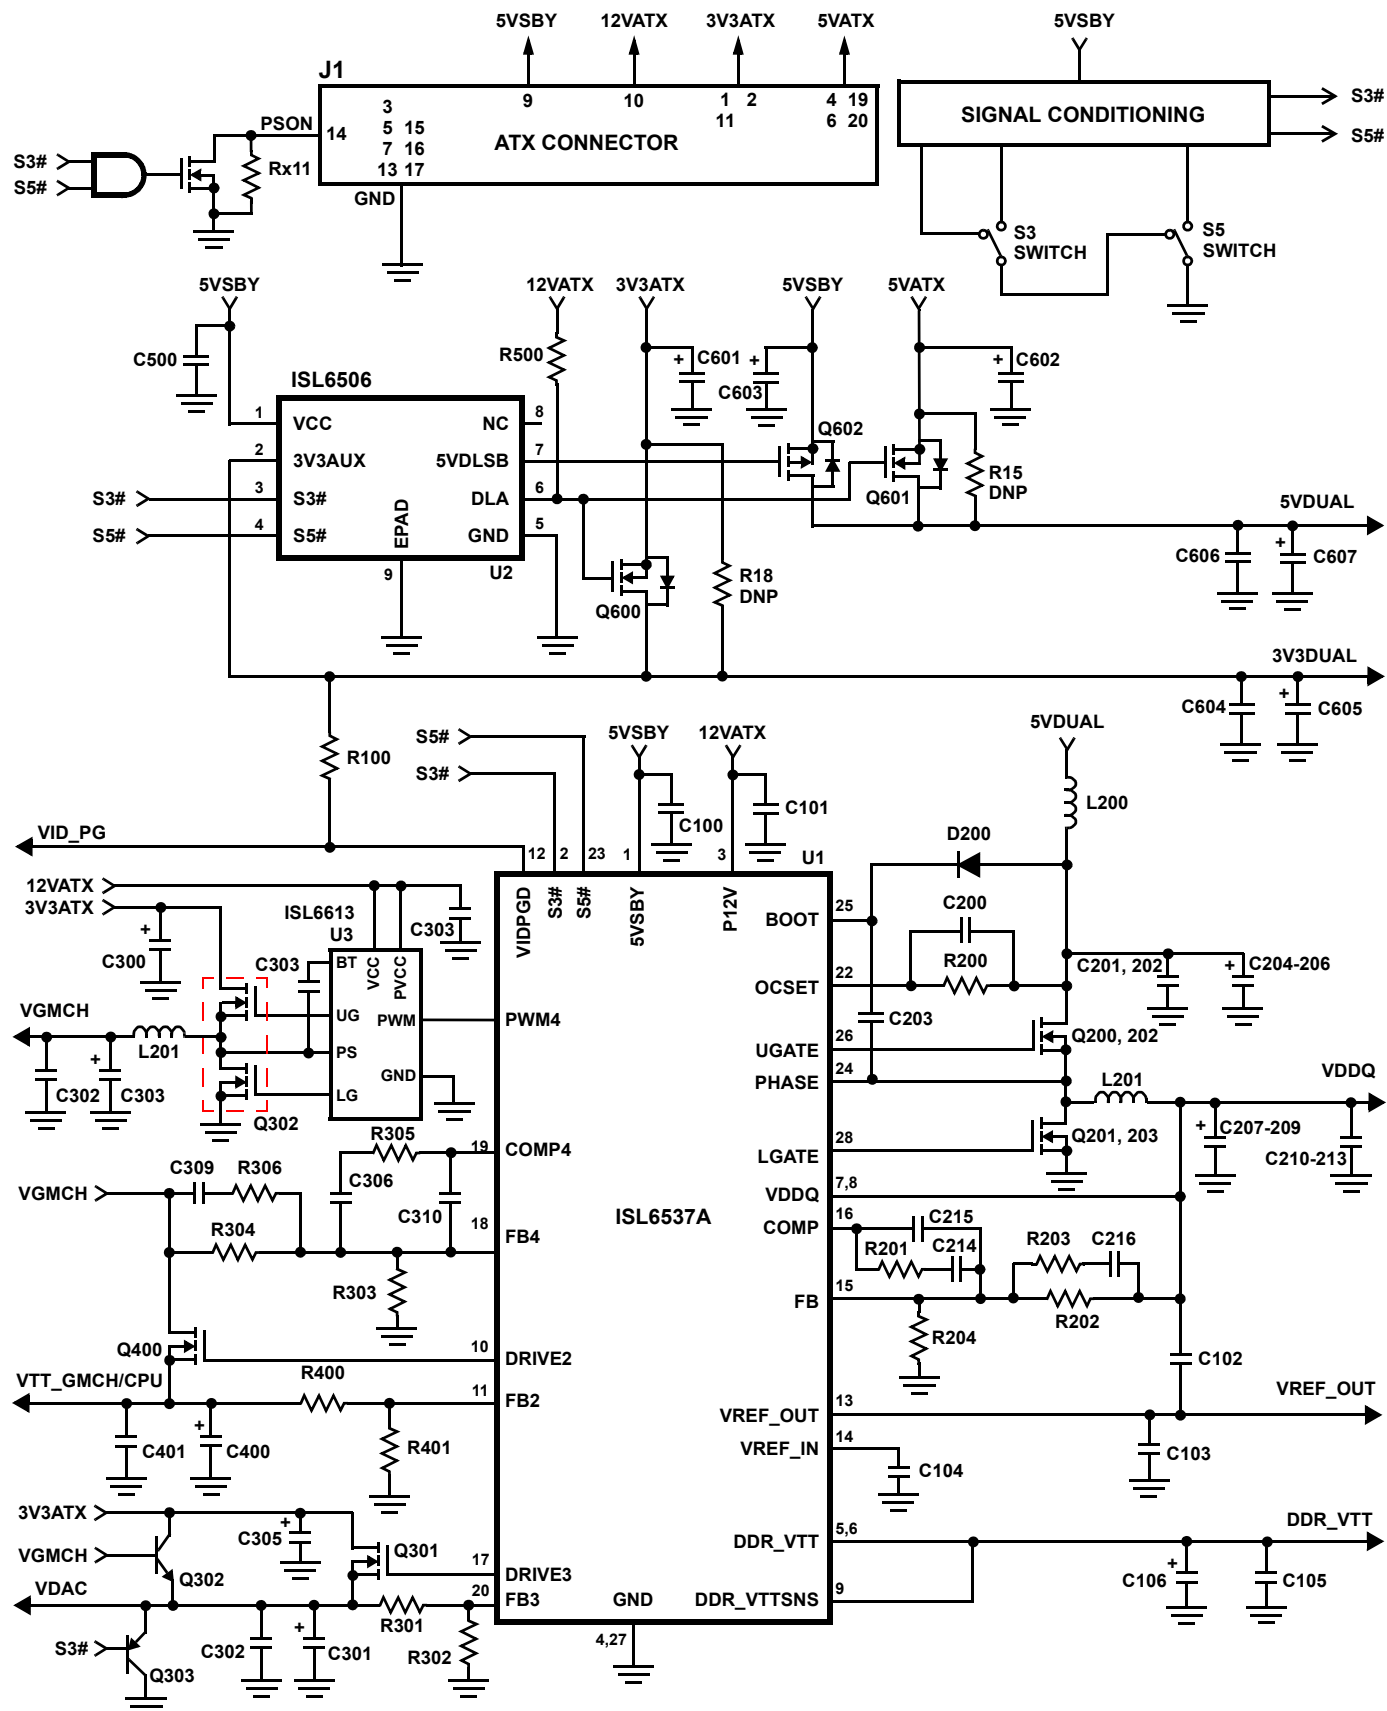 5VSBY 12VATX 3V3ATX 5VATX 5VSBY
J1
9 10 1 2 4 19
11 6 20
3
5 15
7 16
13 17
14
ATX CONNECTOR
GND
PSON
S3#
S5#
Rx11
SIGNAL CONDITIONING
S3#
S5#
S3
SWITCH
S5
SWITCH
5VSBY 12VATX 3V3ATX 5VSBY 5VATX
C500
R500
+ C601
+
C603
+ C602
ISL6506
1 VCC
2 3V3AUX
S3# 3 S3#
S5# 4 S5#
EPAD
9
NC 8
5VDLSB 7
DLA 6
GND 5
U2
Q602
Q601
R15
DNP
Q600
R18
DNP
5VDUAL
C606
+ C607
3V3DUAL
C604
+ C605
R100
S5#
S3#
5VSBY 12VATX
C100
C101
5VDUAL
L200
VID_PG
12 2 23 1 3
U1
VIDPGD
S3#
S5#
5VSBY
P12V
12VATX
3V3ATX
+
C300
ISL6613
U3
C303
C303
BT
VCC
PVCC
UG
PWM
PS
GND
LG
PWM4
VGMCH
L201
C302
+
C303
Q302
D200
BOOT 25
C200
R200
OCSET 22
C201, 202
+ C204-206
C203
UGATE 26
Q200, 202
PHASE 24
L201
VDDQ
LGATE 28
Q201, 203
+ C207-209
C210-213
VDDQ 7,8
R305
19 COMP4
C306
C310
C309 R306
VGMCH
R304
18
FB4
R303
ISL6537A
COMP 16
C215
R201 C214
R203 C216
FB 15
R202
R204
C102
Q400
10
DRIVE2
VTT_GMCH/CPU
R400
11
FB2
C401
+
C400
R401
VREF_OUT 13
VREF_OUT
C103
VREF_IN 14
C104
3V3ATX
VGMCH
Q302
+
C305
Q301
17
DRIVE3
VDAC
20
FB3
R301
R302
C302
+
C301
S3#
Q303
GND
4,27
DDR_VTT 5,6
DDR_VTT
DDR_VTTSNS 9
+
C106
C105